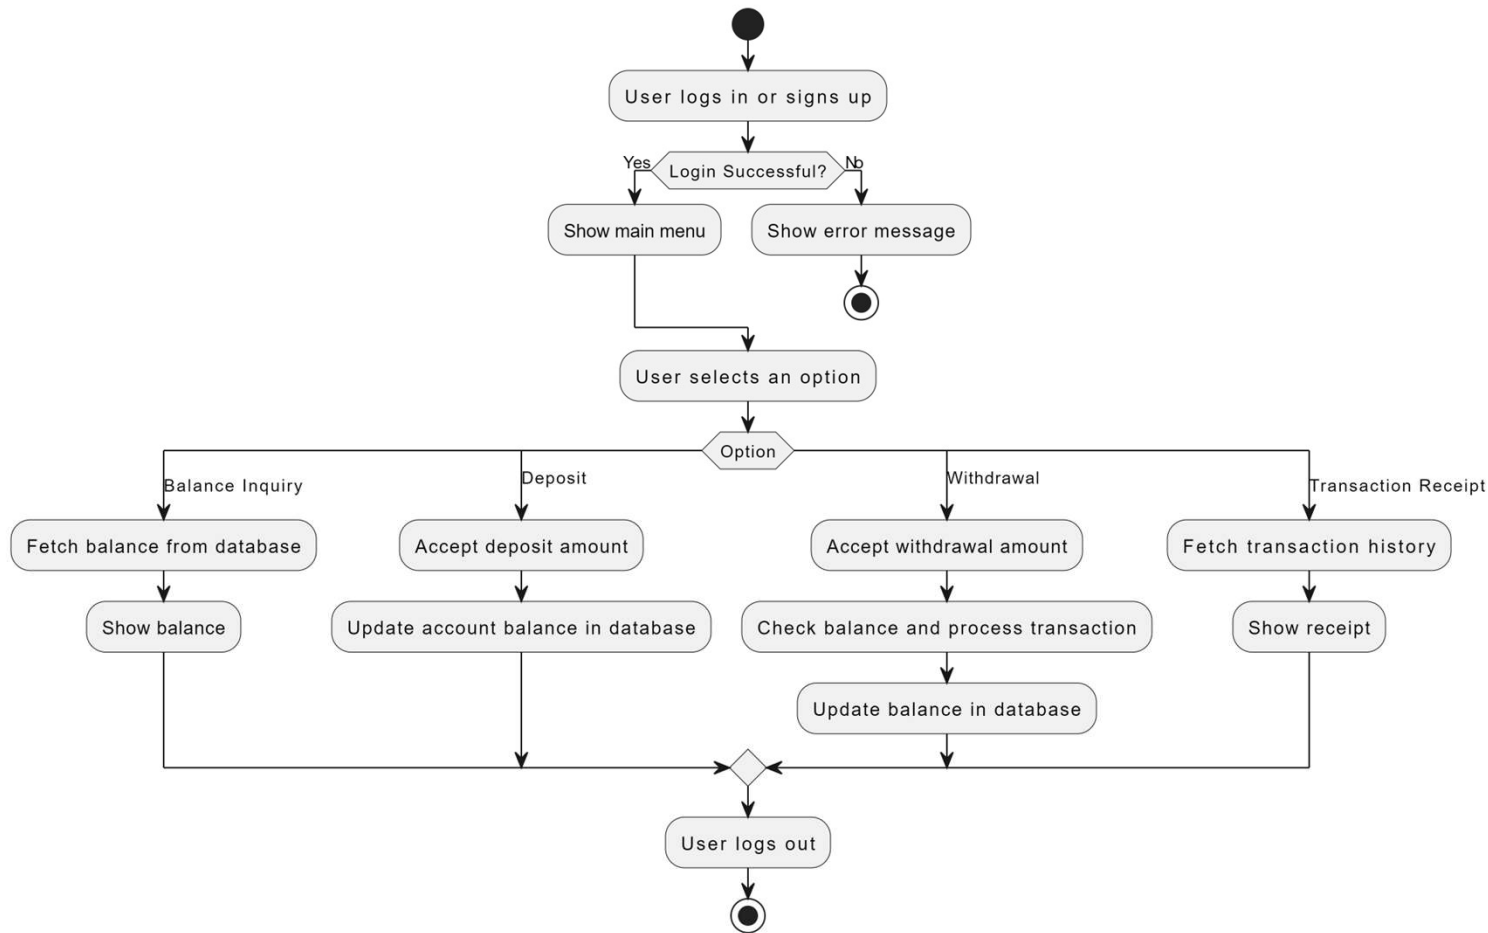 User logs in or signs up
Yes
Login Successful?
No
Show main menu
Show error message
User selects an option
Option
Balance Inquiry
Deposit
Withdrawal
Transaction Receipt
Fetch balance from database
Accept deposit amount
Accept withdrawal amount
Fetch transaction history
Show balance
Update account balance in database
Check balance and process transaction
Show receipt
Update balance in database
User logs out